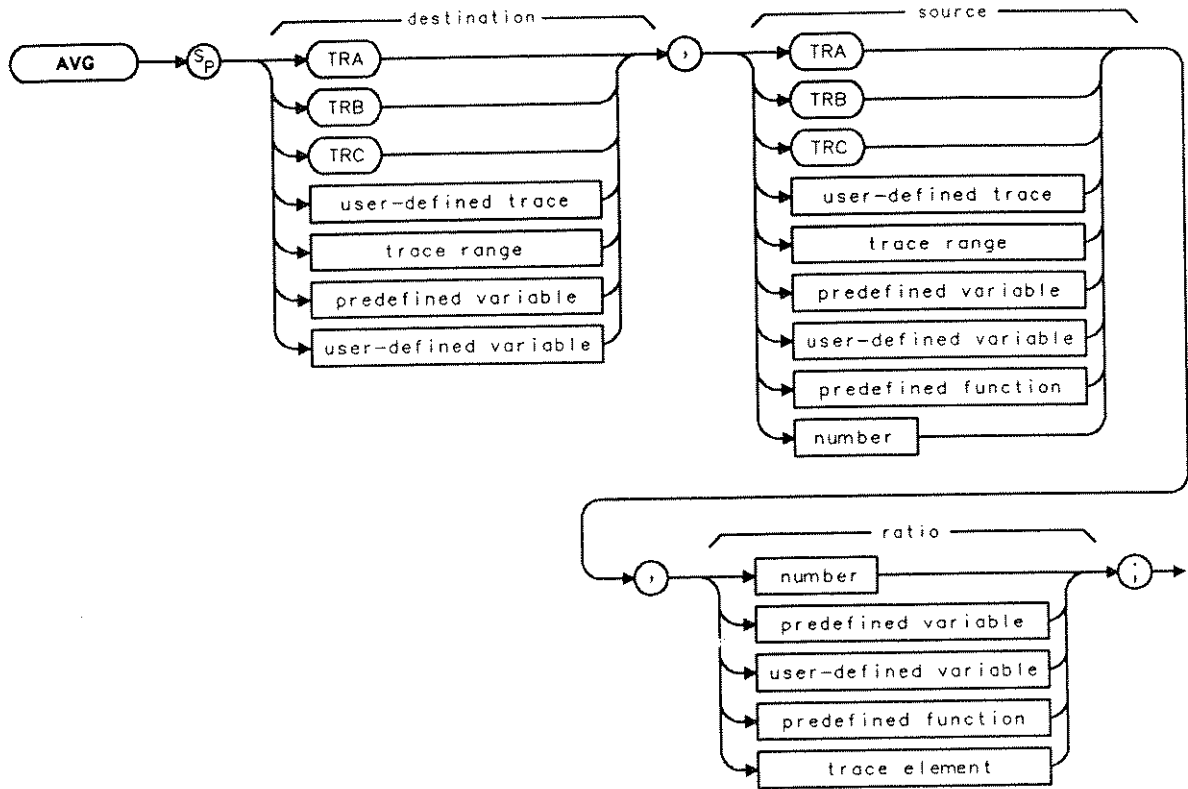 destination
source
AVG
SP
TRA
TRB
TRC
user-defined trace
trace range
predefined variable
user-defined variable
,
TRA
TRB
TRC
user-defined trace
trace range
predefined variable
user-defined variable
predefined function
number
ratio
,
number
predefined variable
user-defined variable
predefined function
trace element
;